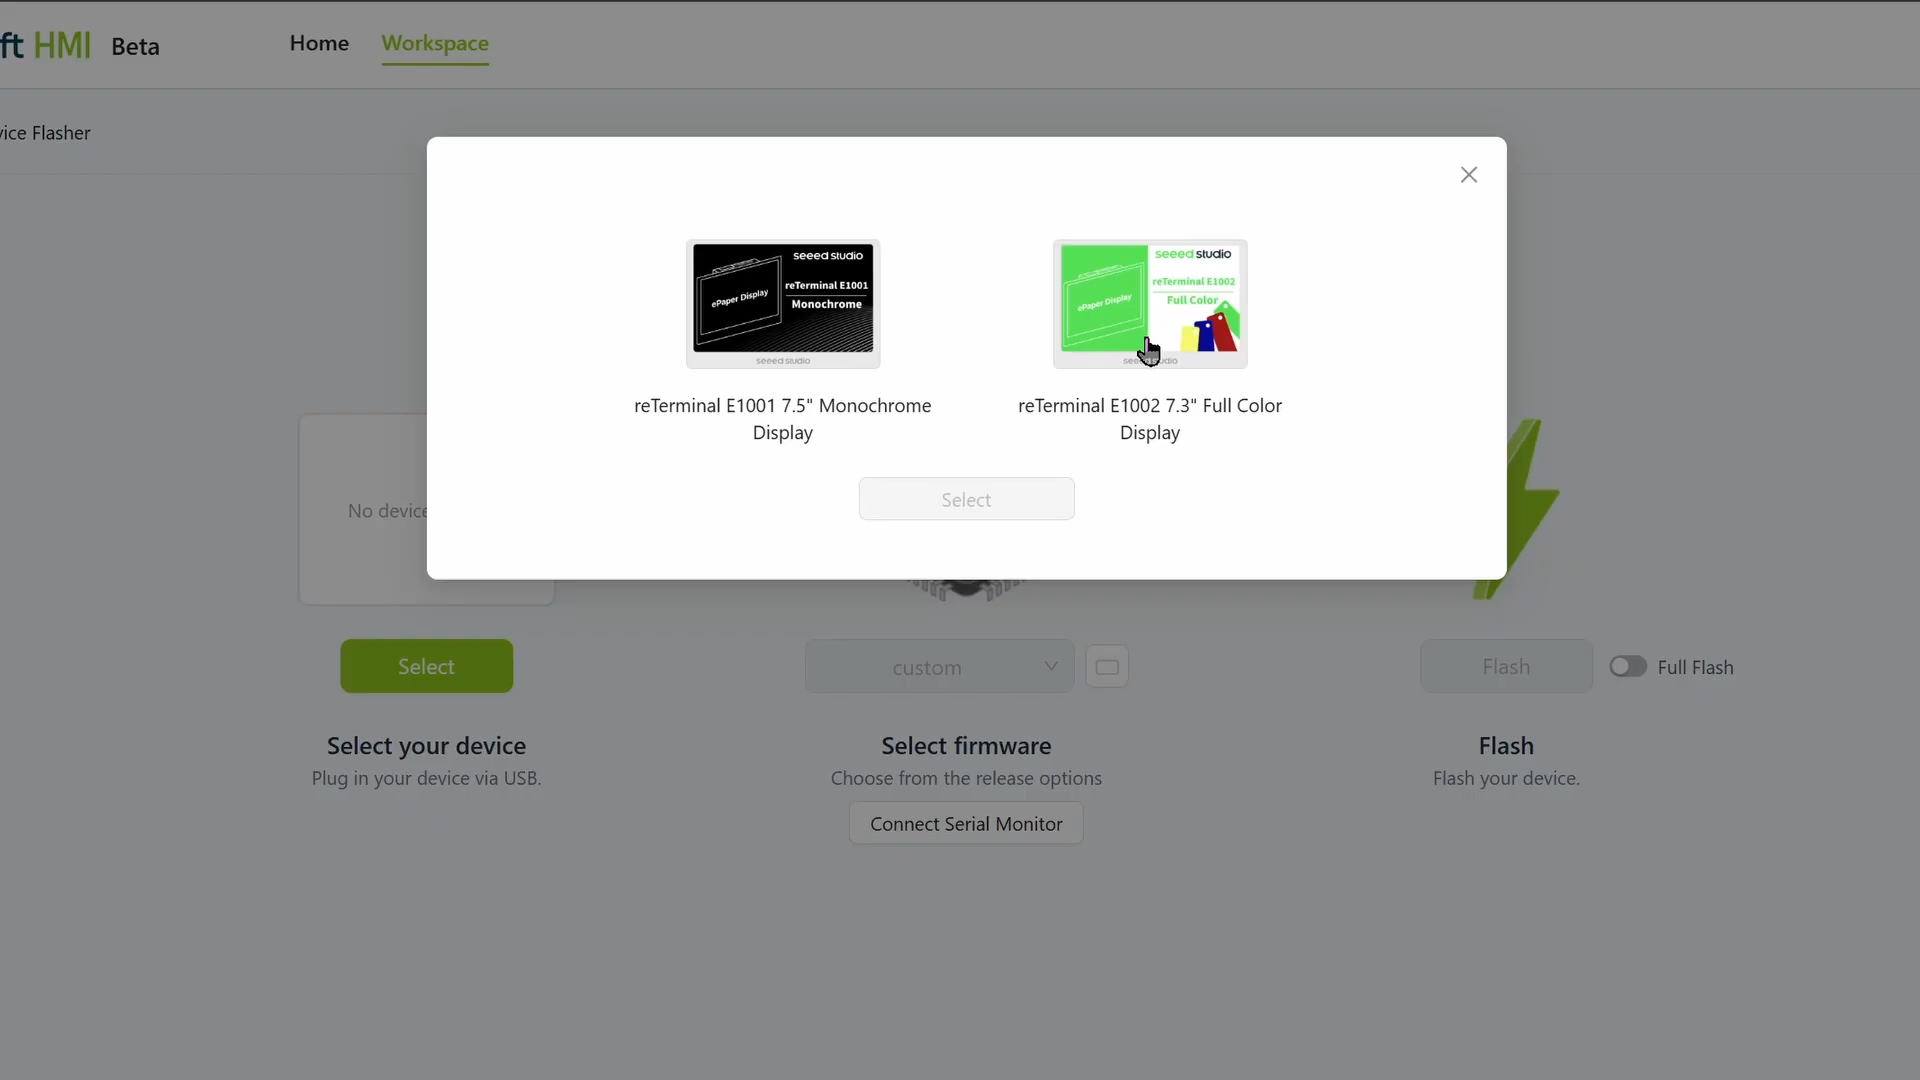 ft HMI Beta
Home
Workspace
vice Flasher
seeed studio
ePaper Display
reTerminal E1001
Monochrome
seeed studio
seeed studio
ePaper Display
reTerminal E1002
Full Color
reTerminal E1001 7.5" Monochrome
Display
reTerminal E1002 7.3" Full Color
Display
Select
No device
Select
custom
Flash
Full Flash
Select your device
Plug in your device via USB.
Select firmware
Choose from the release options
Connect Serial Monitor
Flash
Flash your device.